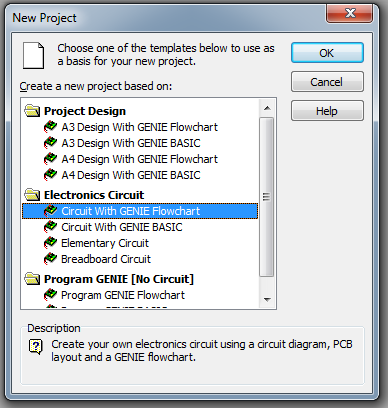 New Project
Choose one of the templates below to use as
a basis for your new project.
OK
Cancel
Help
Create a new project based on:
Project Design
A3 Design With GENIE Flowchart
A3 Design With GENIE BASIC
A4 Design With GENIE Flowchart
A4 Design With GENIE BASIC
Electronics Circuit
Circuit With GENIE Flowchart
Circuit With GENIE BASIC
Elementary Circuit
Breadboard Circuit
Program GENIE [No Circuit]
Program GENIE Flowchart
Description
Create your own electronics circuit using a circuit diagram, PCB
layout and a GENIE flowchart.